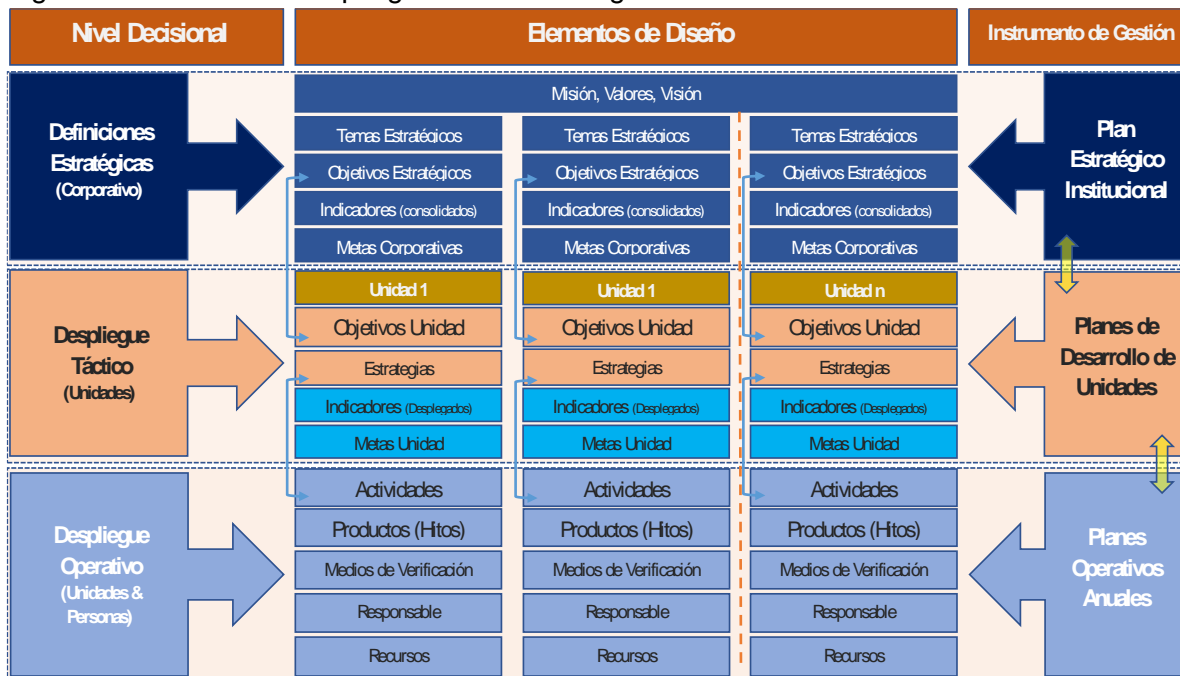 Nivel Decisional
Elementos de Diseño
Instrumento de Gestión
Definiciones
Estratégicas
(Corporativo)
Misión, Valores, Visión
Temas Estratégicos
Temas Estratégicos
Temas Estratégicos
Objetivos Estratégicos
Objetivos Estratégicos
Objetivos Estratégicos
Indicadores (consolidados)
Indicadores (consolidados)
Indicadores (consolidados)
Metas Corporativas
Metas Corporativas
Metas Corporativas
Plan
Estratégico
Institucional
Despliegue
Táctico
(Unidades)
Unidad 1
Unidad 1
Unidad n
Objetivos Unidad
Objetivos Unidad
Objetivos Unidad
Estrategias
Estrategias
Estrategias
Indicadores (Desplegados)
Indicadores (Desplegados)
Indicadores (Desplegados)
Metas Unidad
Metas Unidad
Metas Unidad
Planes de
Desarrollo de
Unidades
Despliegue
Operativo
(Unidades &
Personas)
Actividades
Actividades
Actividades
Productos (Hitos)
Productos (Hitos)
Productos (Hitos)
Medios de Verificación
Medios de Verificación
Medios de Verificación
Responsable
Responsable
Responsable
Recursos
Recursos
Recursos
Planes
Operativos
Anuales